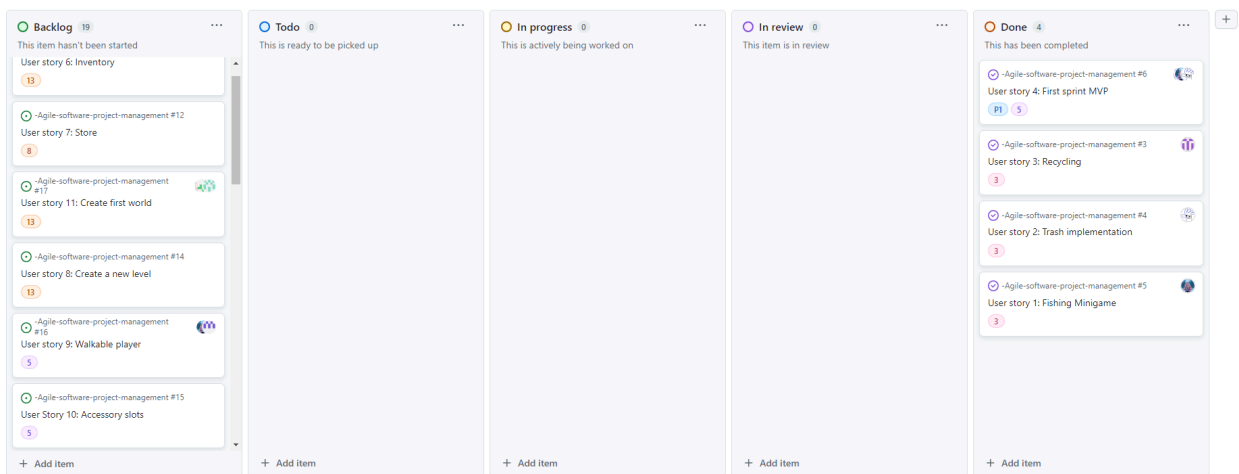 Backlog 19 ...
This item hasn't been started
User story 6: Inventory
13
-Agile-software-project-management #12
User story 7: Store
8
-Agile-software-project-management
#17
User story 11: Create first world
13
-Agile-software-project-management #14
User story 8: Create a new level
13
-Agile-software-project-management
#16
User story 9: Walkable player
5
-Agile-software-project-management #15
User Story 10: Accessory slots
5
+ Add item
Todo 0 ...
This is ready to be picked up
+ Add item
In progress 0 ...
This is actively being worked on
+ Add item
In review 0 ...
This item is in review
+ Add item
Done 4 ...
This has been completed
-Agile-software-project-management #6
User story 4: First sprint MVP
P1 5
-Agile-software-project-management #3
User story 3: Recycling
3
-Agile-software-project-management #4
User story 2: Trash implementation
3
-Agile-software-project-management #5
User story 1: Fishing Minigame
3
+ Add item
+